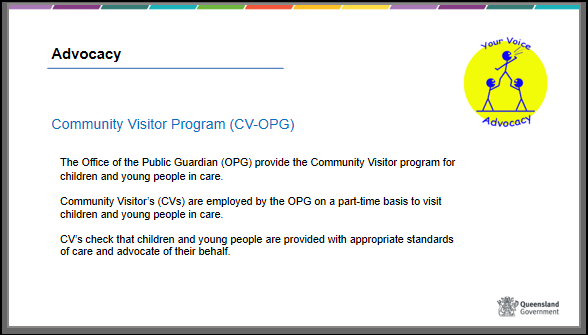 Advocacy
Your Voice
Advocacy
Community Visitor Program (CV-OPG)
The Office of the Public Guardian (OPG) provide the Community Visitor program for
children and young people in care.
Community Visitor’s (CVs) are employed by the OPG on a part-time basis to visit
children and young people in care.
CV’s check that children and young people are provided with appropriate standards
of care and advocate of their behalf.
Queensland
Government